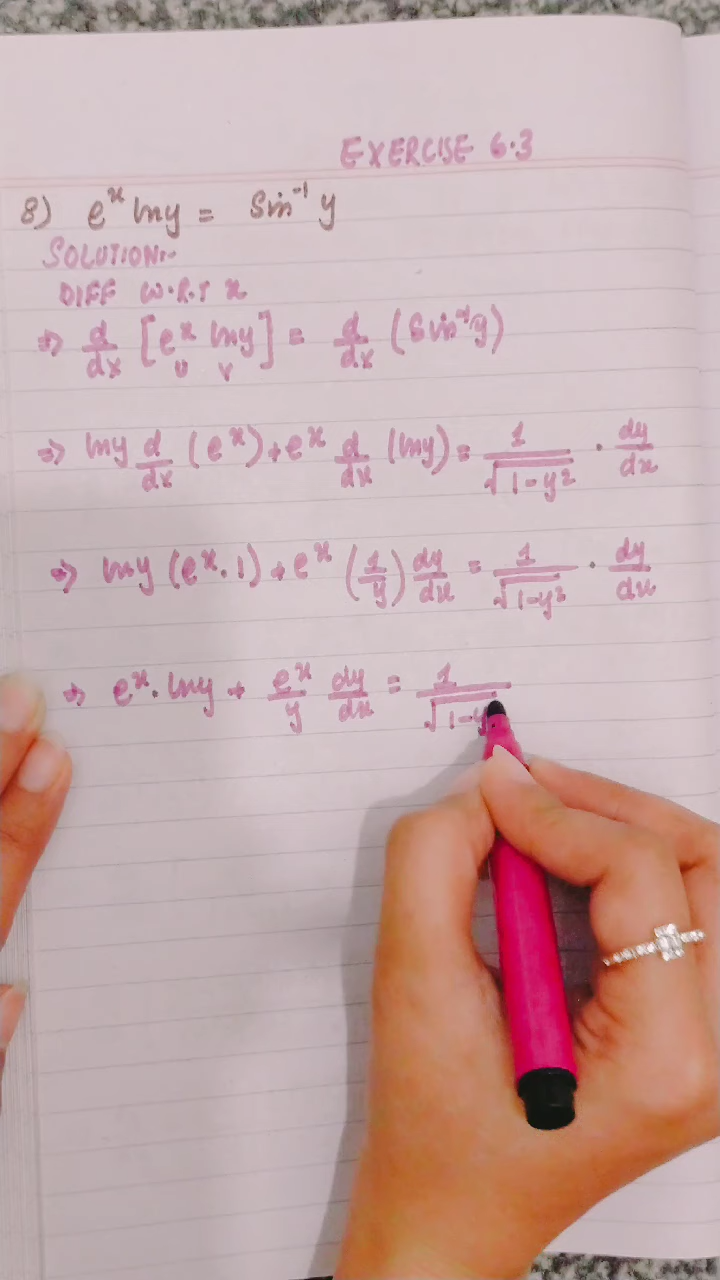 EXERCISE 6.3
8) e^x lny = Sin^-1 y
SOLUTION:-
DIFF W.R.T x
⇒ d/dx [e^x lny] = d/dx (Sin^-1 y)
U V
⇒ lny d/dx (e^x) + e^x d/dx (lny) = 1/√(1-y²) · dy/dx
⇒ lny (e^x · 1) + e^x (1/y) dy/dx = 1/√(1-y²) · dy/dx
⇒ e^x · lny + e^x/y dy/dx = 1/√(1-y